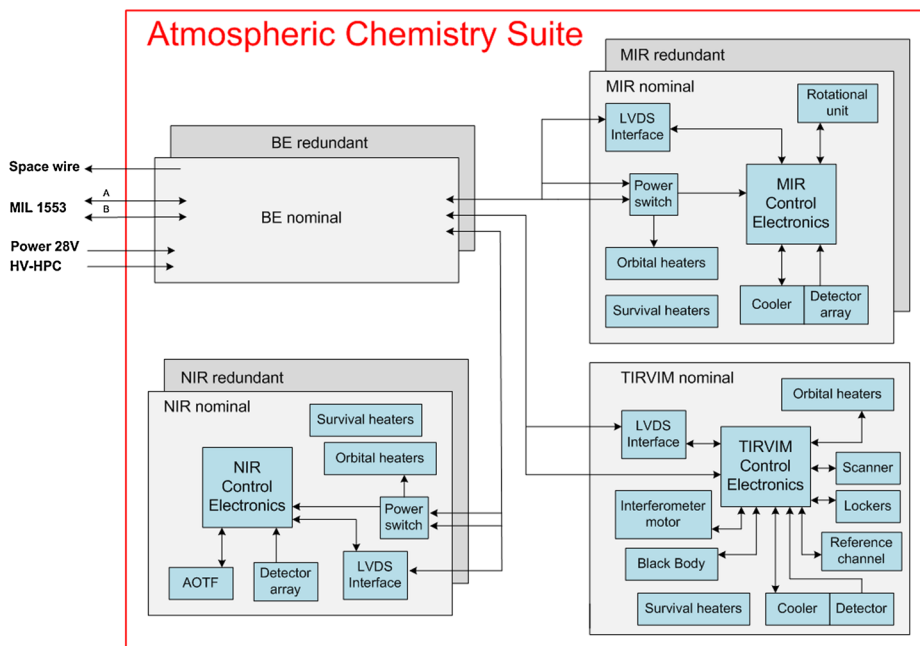 Atmospheric Chemistry Suite
MIR redundant
MIR nominal
LVDS
Interface
Rotational
unit
Power
switch
MIR
Control
Electronics
Orbital heaters
Survival heaters
Cooler
Detector
array
BE redundant
BE nominal
Space wire
A
MIL 1553
B
Power 28V
HV-HPC
NIR redundant
NIR nominal
Survival heaters
Orbital heaters
NIR
Control
Electronics
Power
switch
AOTF
Detector
array
LVDS
Interface
TIRVIM nominal
Orbital heaters
LVDS
Interface
TIRVIM
Control
Electronics
Scanner
Lockers
Interferometer
motor
Reference
channel
Black Body
Survival heaters
Cooler
Detector